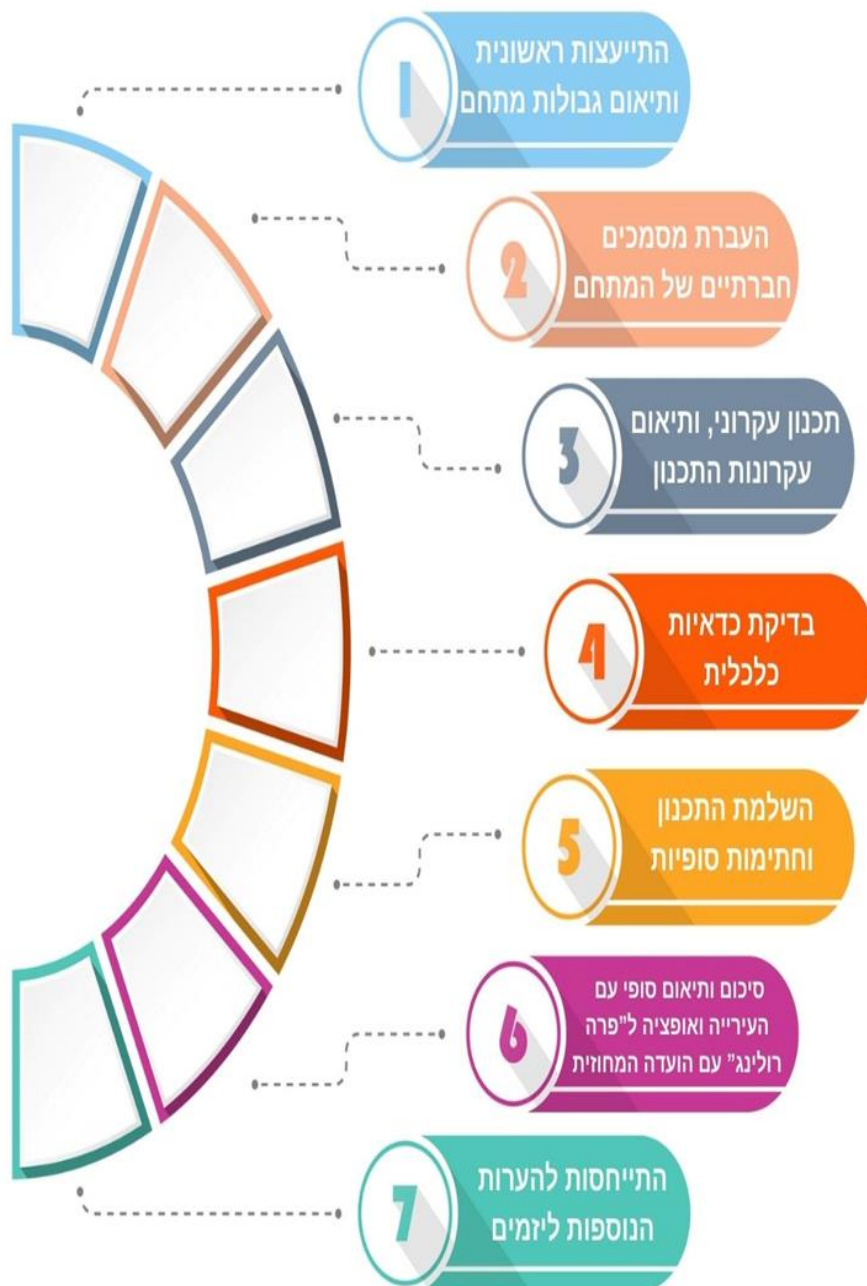 1
התייעצות ראשונית
ותיאום גבולות מתחם
2
העברת מסמכים
חברתיים של המתחם
3
תכנון עקרוני, ותיאום
עקרונות התכנון
4
בדיקת כדאיות
כלכלית
5
השלמת התכנון
וחתימות סופיות
6
סיכום ותיאום סופי עם
העירייה ואופציה ל"פרה
רולינג" עם הועדה המחוזית
7
התייחסות להערות
הנוספות ליזמים